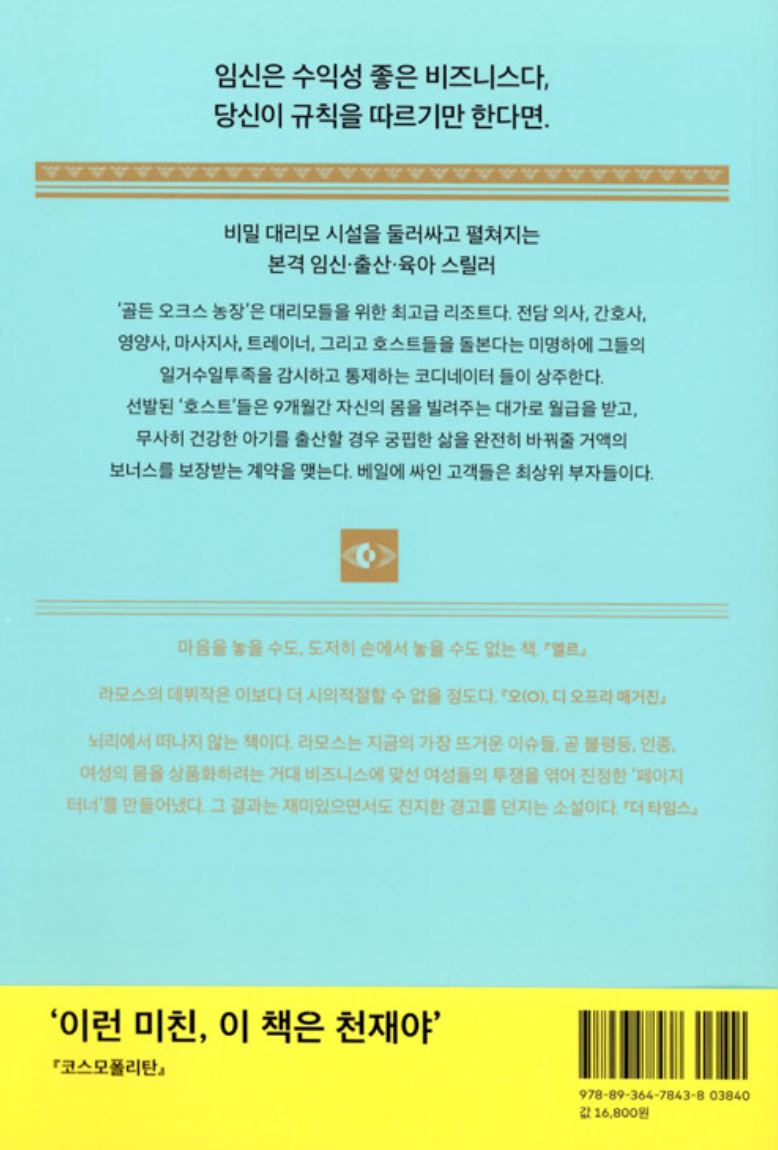 임신은 수익성 좋은 비즈니스다,
당신이 규칙을 따르기만 한다면.
비밀 대리모 시설을 둘러싸고 펼쳐지는
본격 임신·출산·육아 스릴러
'골든 오크스 농장'은 대리모들을 위한 최고급 리조트다. 전담 의사, 간호사,
영양사, 마사지사, 트레이너, 그리고 호스트들을 돌본다는 미명하에 그들의
일거수일투족을 감시하고 통제하는 코디네이터 들이 상주한다.
선발된 '호스트'들은 9개월간 자신의 몸을 빌려주는 대가로 월급을 받고,
무사히 건강한 아기를 출산할 경우 궁핍한 삶을 완전히 바꿔줄 거액의
보너스를 보장받는 계약을 맺는다. 베일에 싸인 고객들은 최상위 부자들이다.
마음을 놓을 수도, 도저히 손에서 놓을 수도 없는 책. 『엘르』
라모스의 데뷔작은 이보다 더 시의적절할 수 없을 정도다. 『오(O), 디 오프라 매거진』
뇌리에서 떠나지 않는 책이다. 라모스는 지금의 가장 뜨거운 이슈들, 곧 불평등, 인종,
여성의 몸을 상품화하려는 거대 비즈니스에 맞선 여성들의 투쟁을 엮어 진정한 '페이지
터너'를 만들어냈다. 그 결과는 재미있으면서도 진지한 경고를 던지는 소설이다. 『더 타임스』
'이런 미친, 이 책은 천재야'
『코스모폴리탄』
978-89-364-7843-8 03840
값 16,800원